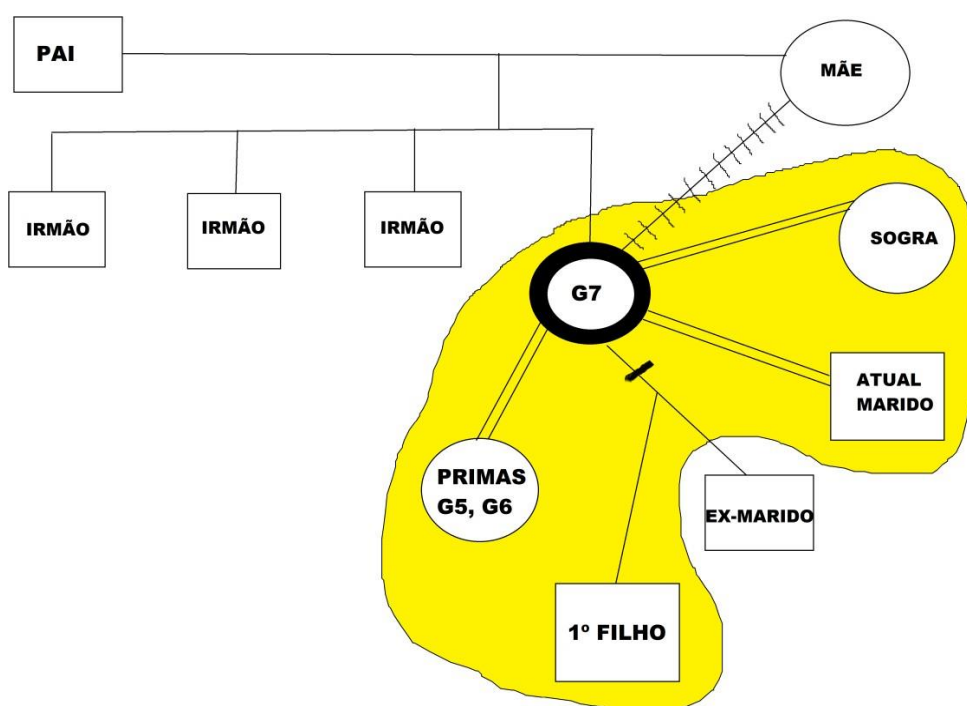 PAI
MÃE
IRMÃO
IRMÃO
IRMÃO
SOGRA
G7
ATUAL
MARIDO
PRIMAS
G5, G6
EX-MARIDO
1º FILHO